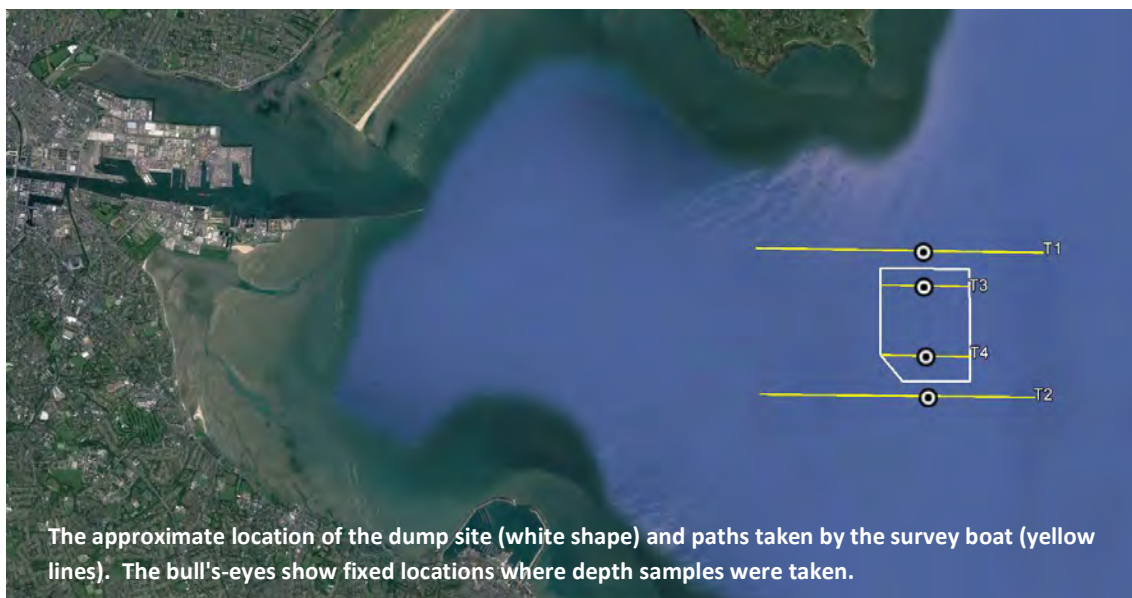 T1
T3
T4
T2
The approximate location of the dump site (white shape) and paths taken by the survey boat (yellow
lines).  The bull's-eyes show fixed locations where depth samples were taken.